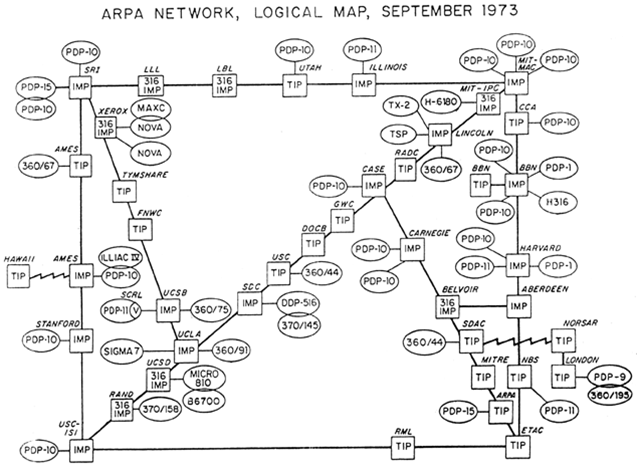 ARPA NETWORK, LOGICAL MAP, SEPTEMBER 1973
PDP-10
PDP-10
PDP-11
PDP-10
MIT-
MAC
PDP-10
PDP-10
SRI
IMP
PDP-15
PDP-10
LLL
316
IMP
LBL
316
IMP
UTAH
TIP
ILLINOIS
IMP
IMP
MIT-IPC
316
IMP
H-6180
TX-2
TSP
IMP
LINCOLN
360/67
CCA
TIP
PDP-10
XEROX
316
IMP
MAXC
NOVA
NOVA
AMES
360/67
TIP
RADC
TIP
PDP-10
BBN
TIP
BBN
IMP
PDP-1
H316
PDP-10
CASE
PDP-10
IMP
TYMSHARE
TIP
GWC
TIP
FNWC
TIP
DOCB
TIP
CARNEGIE
PDP-10
IMP
PDP-10
PDP-10
HARVARD
PDP-11
IMP
PDP-1
HAWAII
TIP
AMES
IMP
ILLIAC IV
PDP-10
USC
TIP
360/44
SCRL
PDP-11
V
UCSB
IMP
360/75
SDC
IMP
DDP-516
370/145
BELVOIR
316
IMP
ABERDEEN
IMP
STANFORD
PDP-10
IMP
UCLA
SIGMA7
IMP
360/91
SDAC
360/44
TIP
NORSAR
TIP
UCSD
316
IMP
MICRO
810
B6700
MITRE
TIP
NBS
TIP
LONDON
TIP
PDP-9
360/195
RAND
316
IMP
370/158
ARPA
PDP-15
TIP
PDP-11
USC-
ISI
PDP-10
IMP
RML
TIP
ETAC
TIP